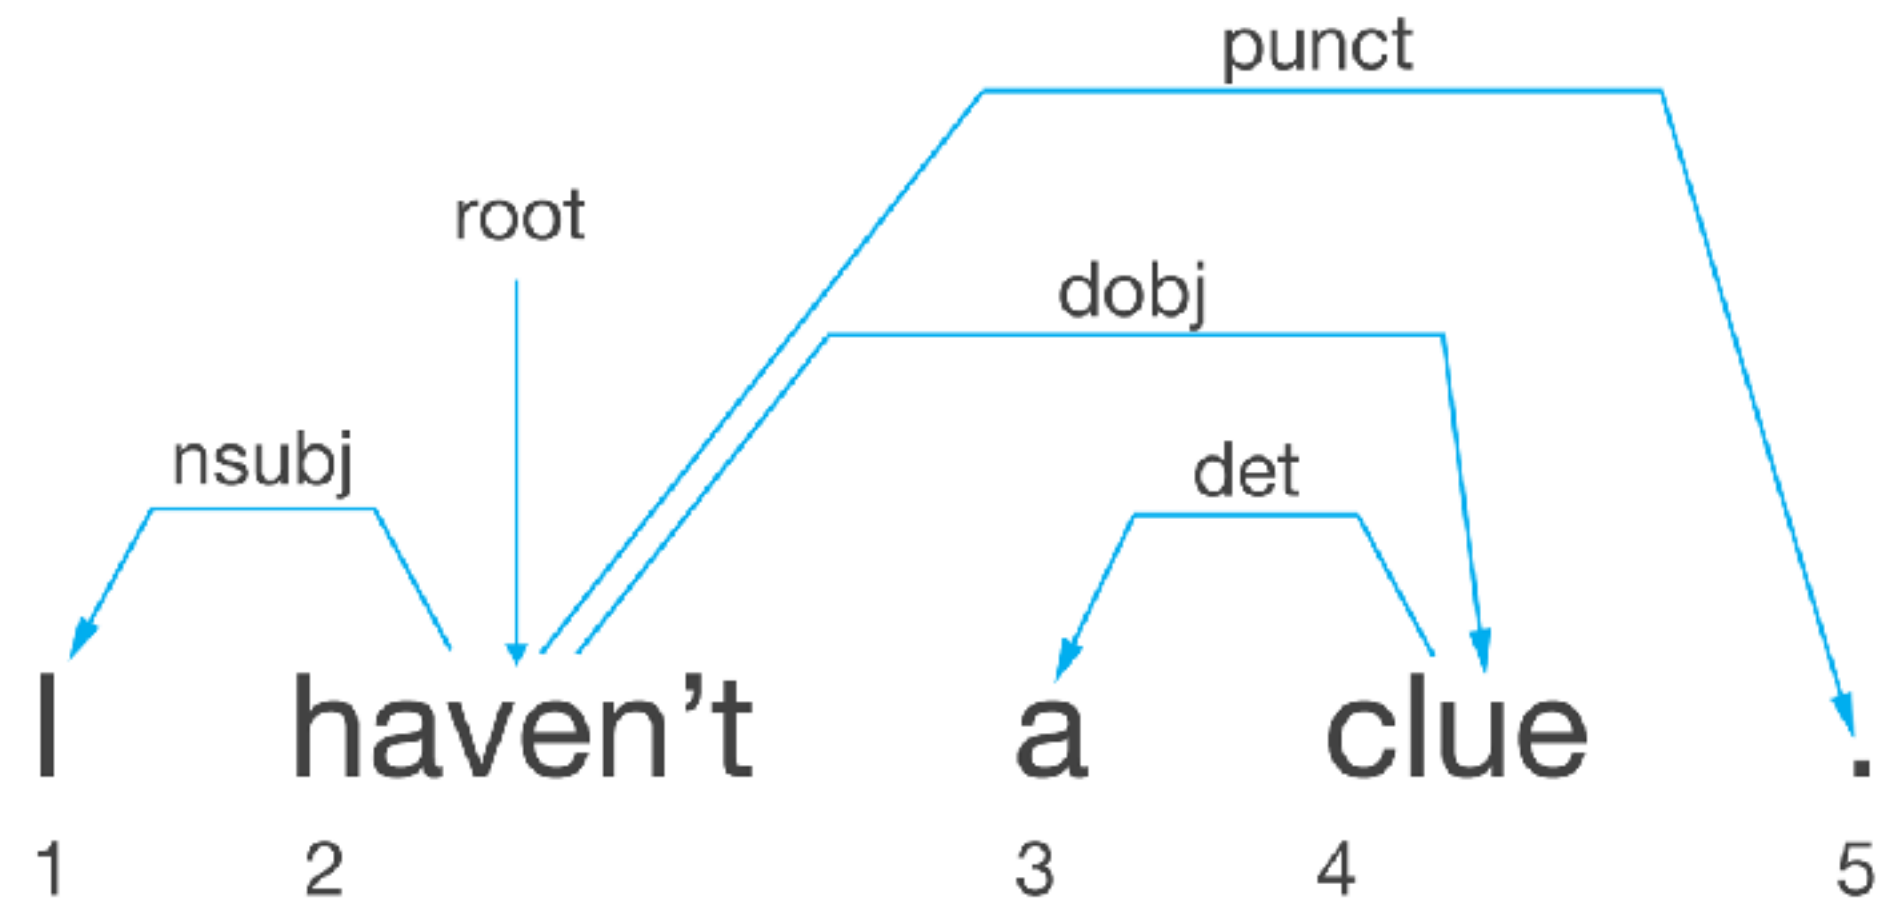 punct
root
dobj
nsubj
det
I haven’t a clue .
1 2 3 4 5